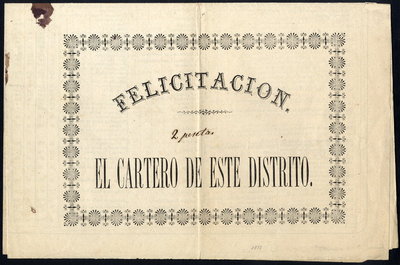 FELICITACION.
2 pesetas
EL CARTERO DE ESTE DISTRITO.